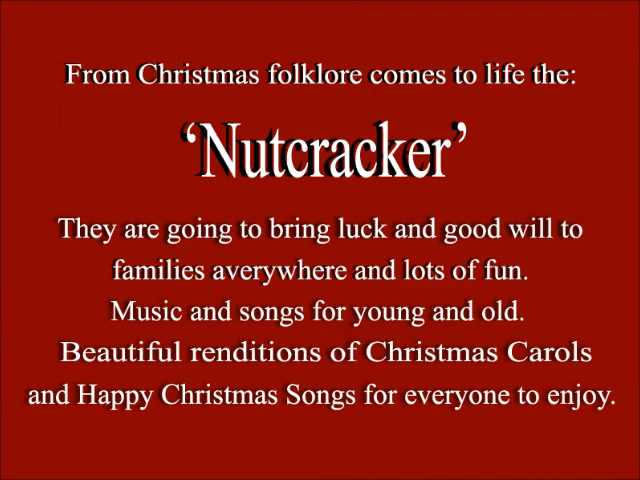 From Christmas folklore comes to life the:
‘Nutcracker’
They are going to bring luck and good will to
families averywhere and lots of fun.
Music and songs for young and old.
Beautiful renditions of Christmas Carols
and Happy Christmas Songs for everyone to enjoy.